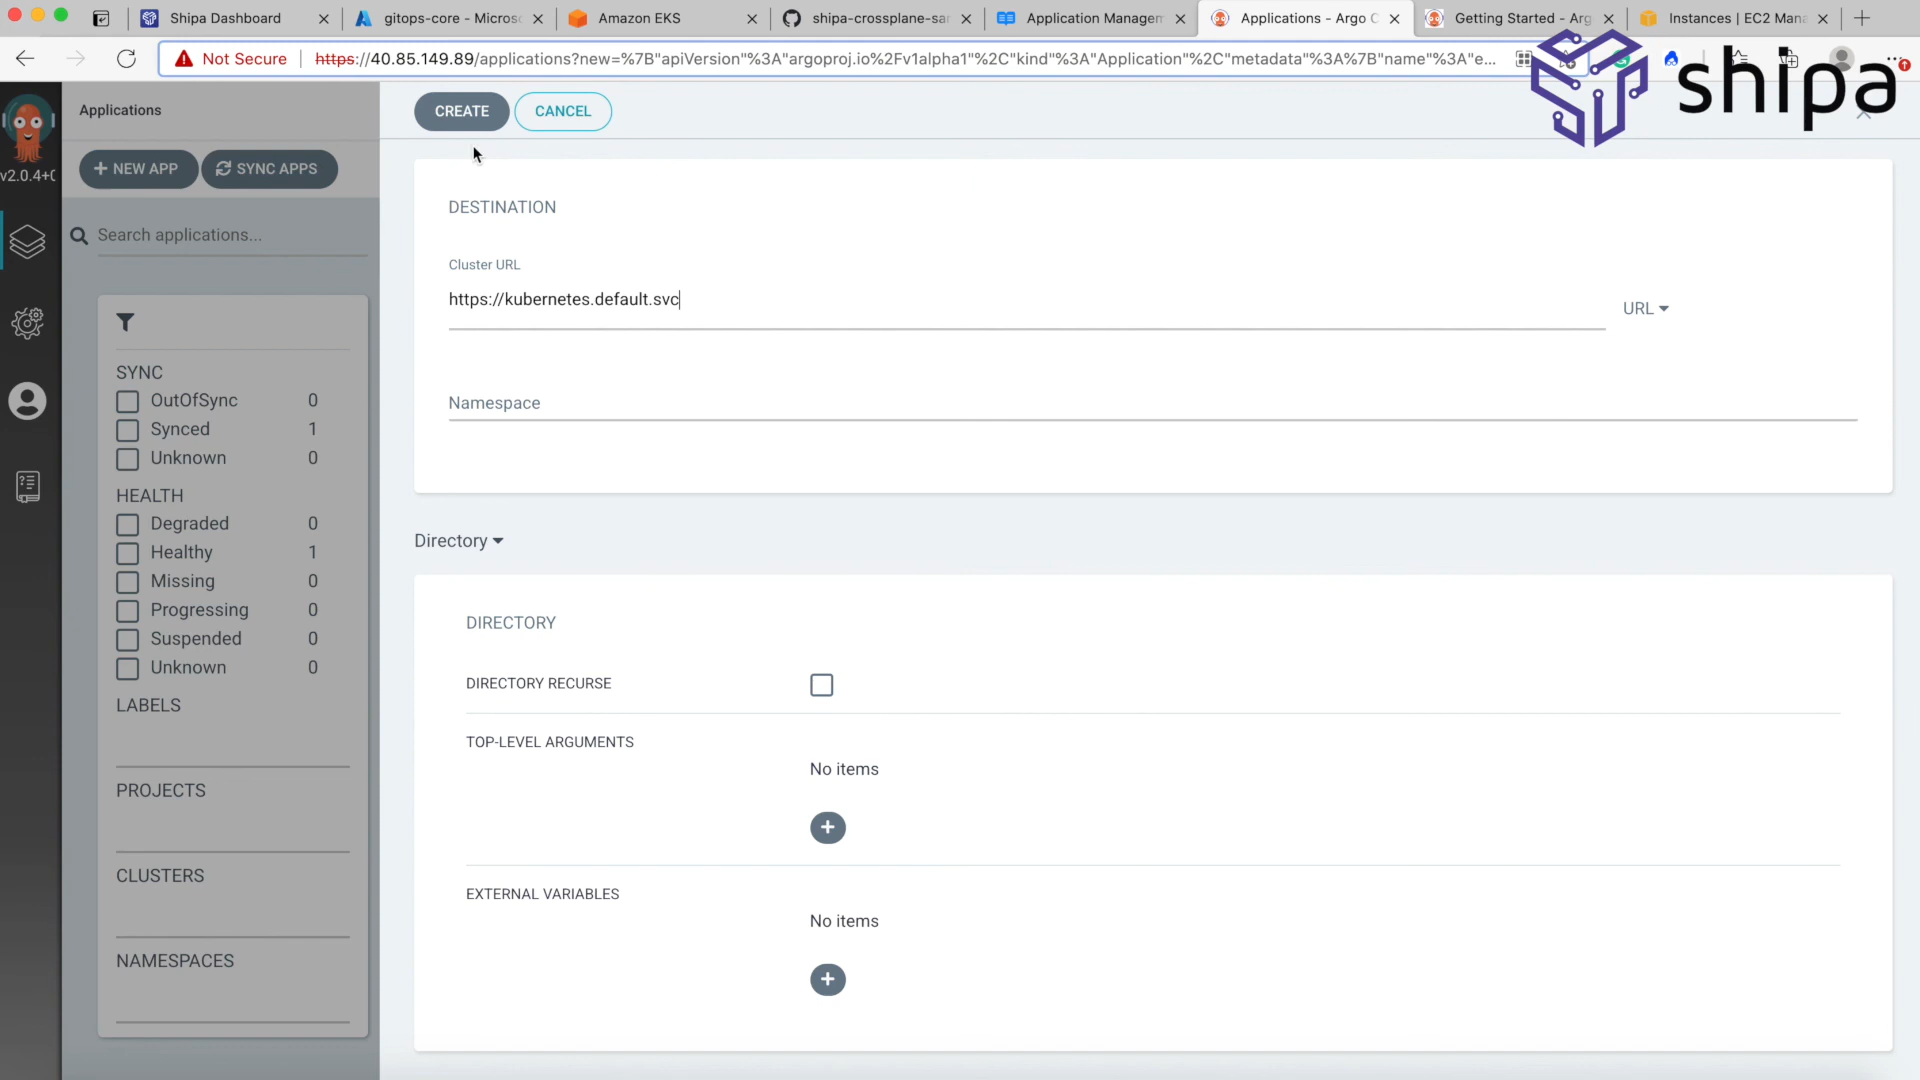 Shipa Dashboard
gitops-core - Microso
Amazon EKS
shipa-crossplane-sar
Application Managem
Applications - Argo C
Getting Started - Arg
Instances | EC2 Mana
Not Secure
https://40.85.149.89/applications?new=%7B"apiVersion"%3A"argoproj.io%2Fv1alpha1"%2C"kind"%3A"Application"%2C"metadata"%3A%7B"name"%3A"e...
shipa
v2.0.4+0
Applications
NEW APP
SYNC APPS
Search applications...
SYNC
OutOfSync 0
Synced 1
Unknown 0
HEALTH
Degraded 0
Healthy 1
Missing 0
Progressing 0
Suspended 0
Unknown 0
LABELS
PROJECTS
CLUSTERS
NAMESPACES
CREATE
CANCEL
DESTINATION
Cluster URL
https://kubernetes.default.svc
URL
Namespace
Directory
DIRECTORY
DIRECTORY RECURSE
TOP-LEVEL ARGUMENTS
No items
EXTERNAL VARIABLES
No items